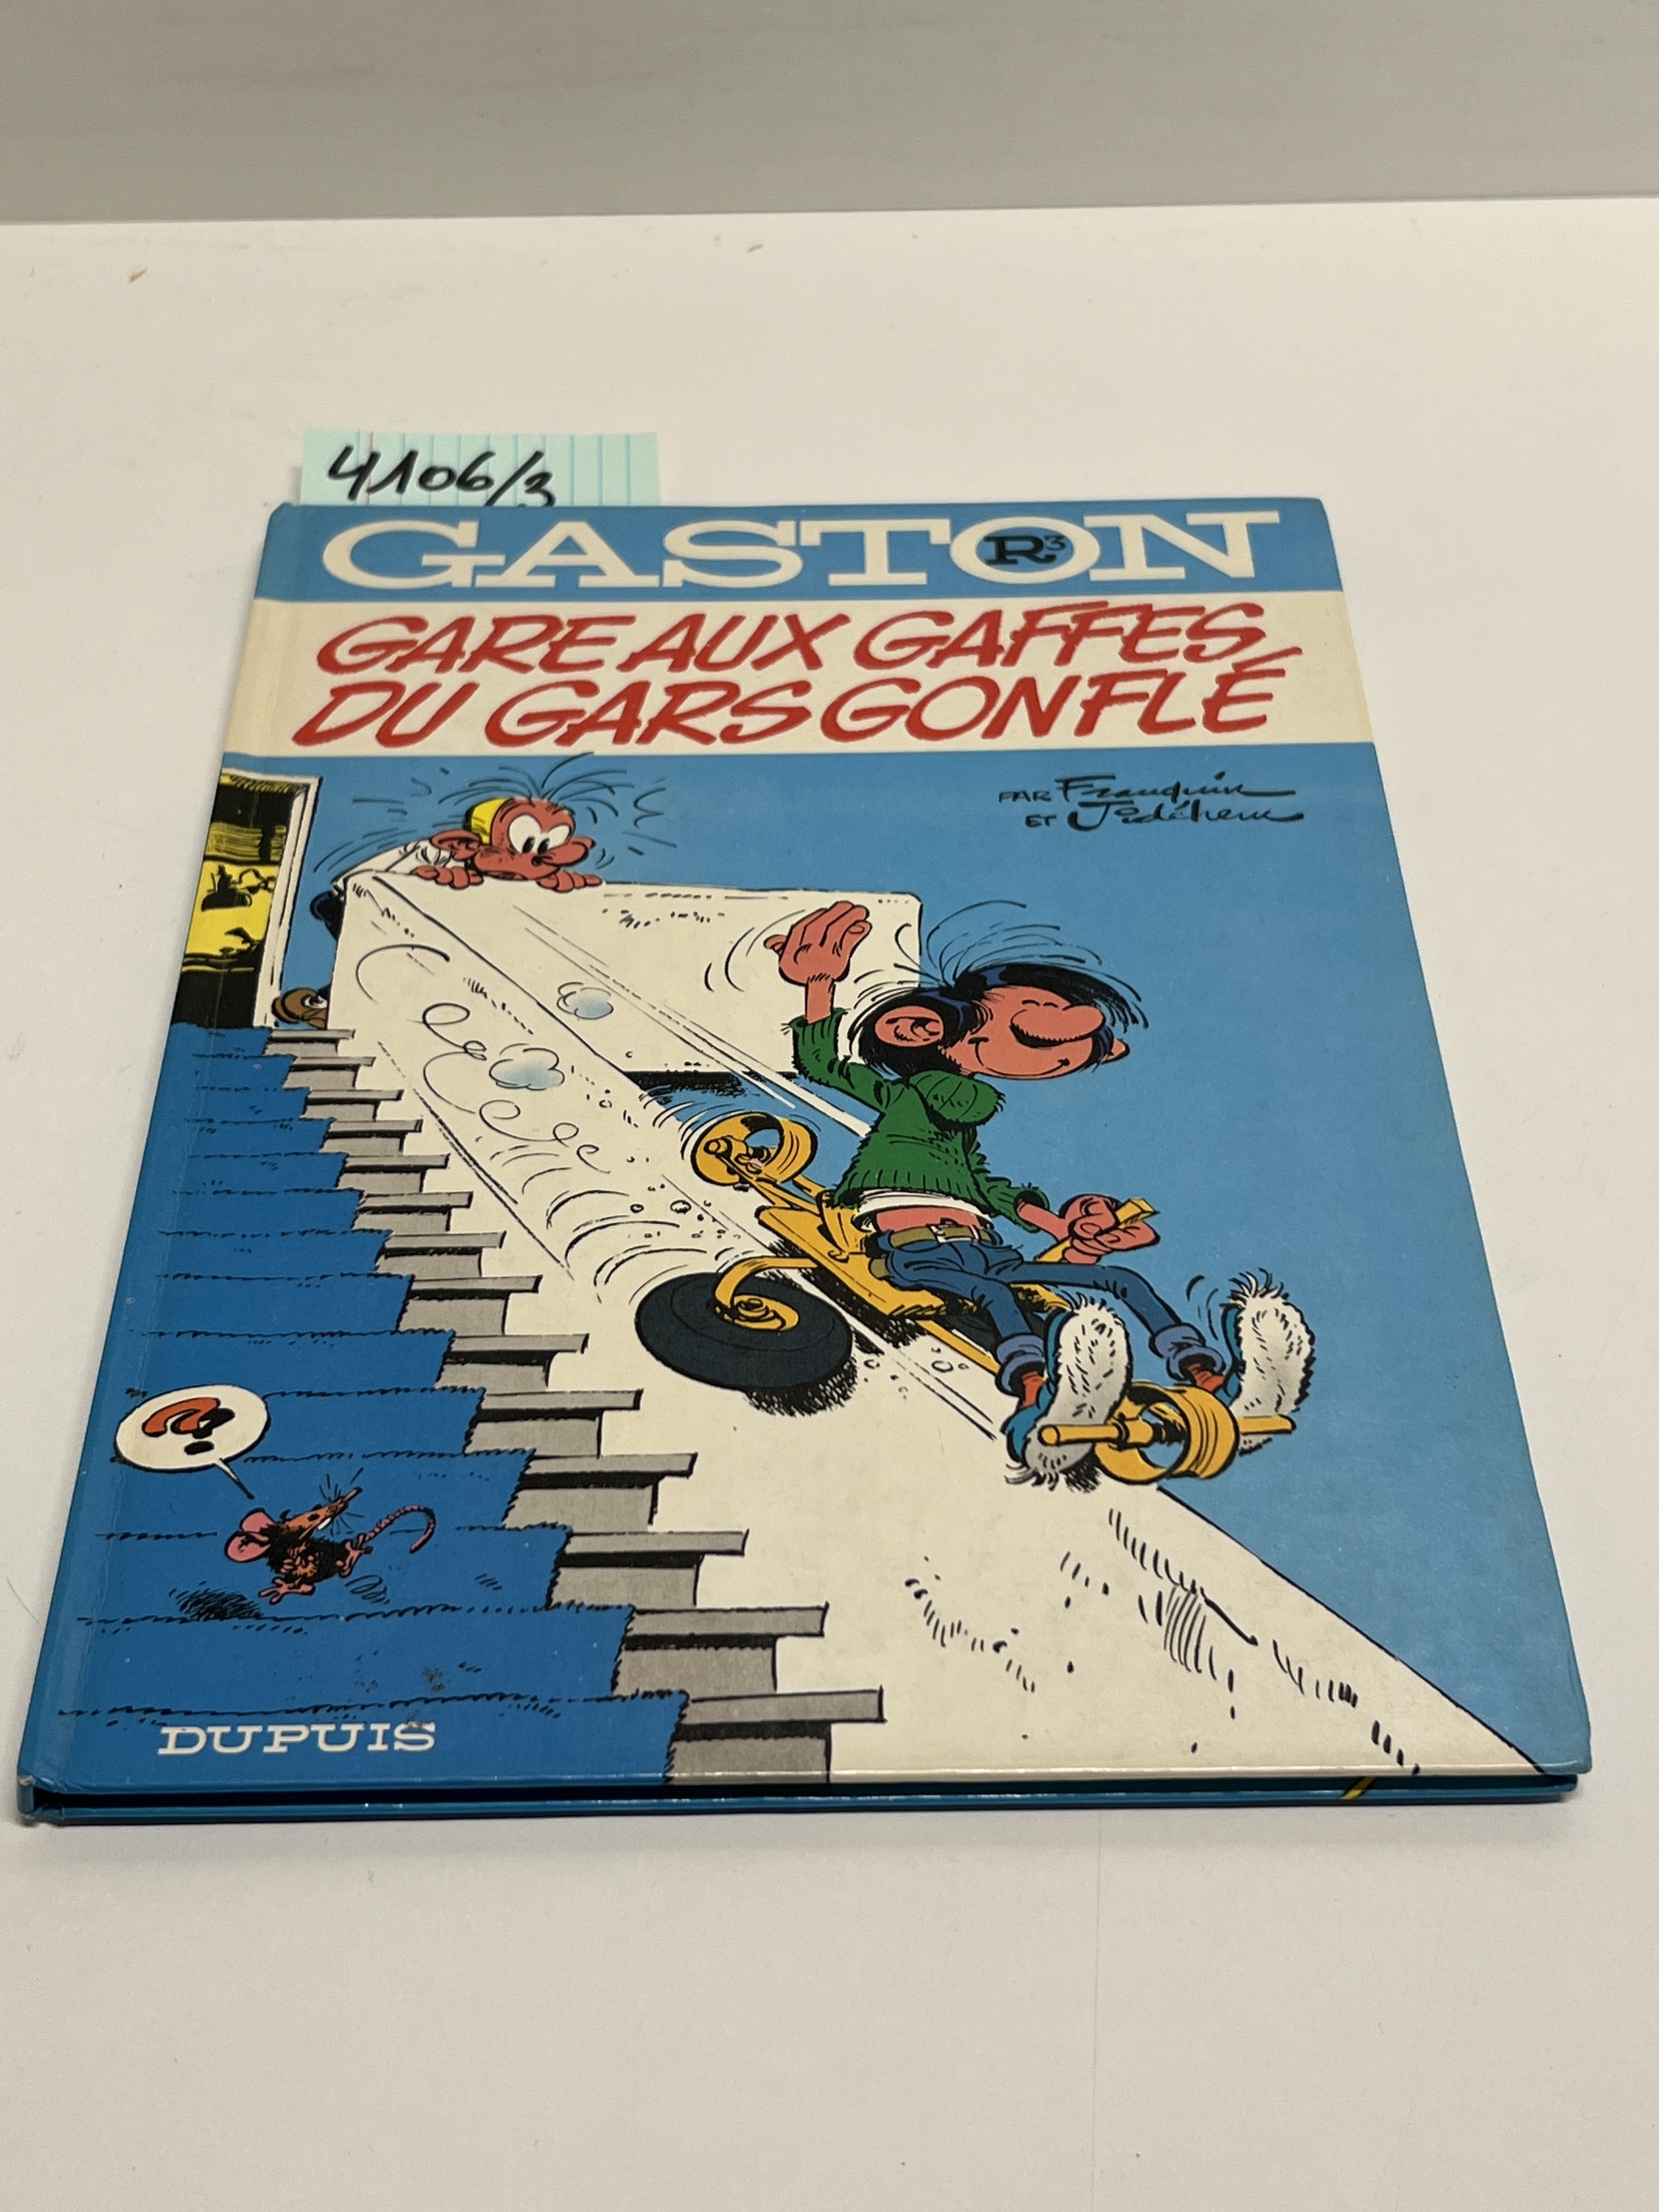 4106/3
GASTON
R3
GARE AUX GAFFES
DU GARS GONFLÉ
PAR Franquin
ET Jidéhem
?
DUPUIS